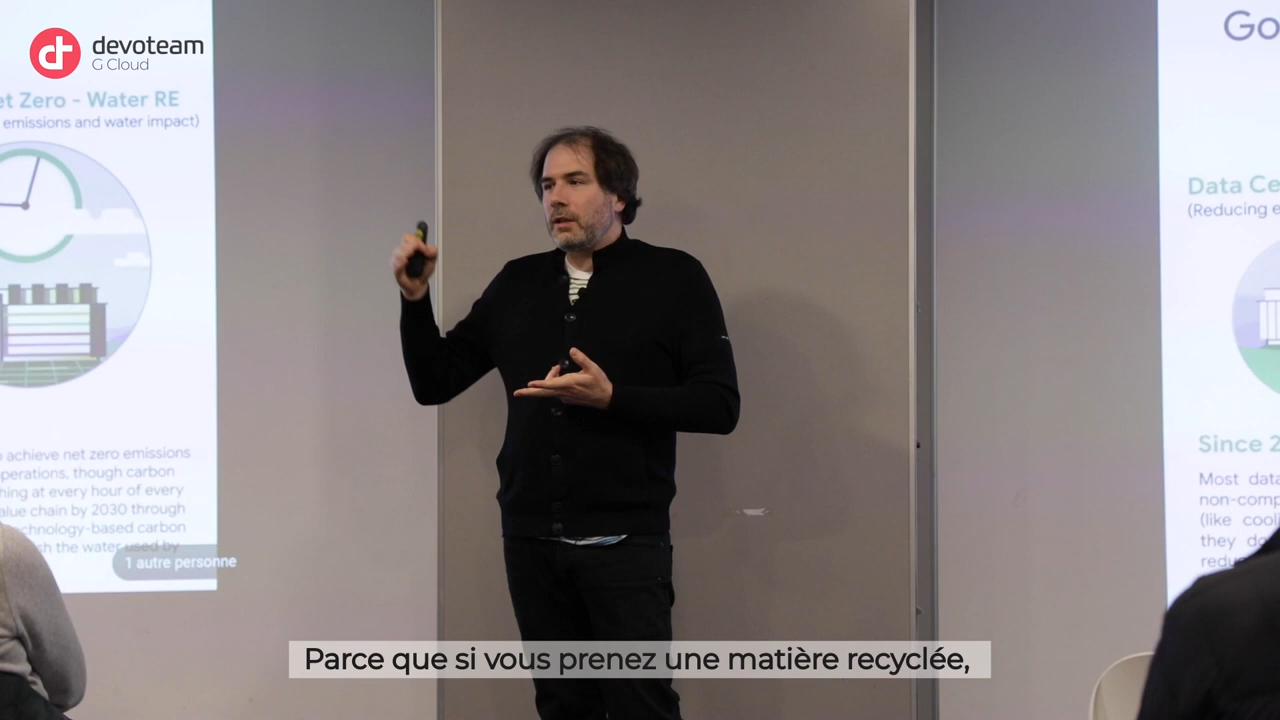 devoteam
G Cloud
et Zero - Water RE
emissions and water impact)
achieve net zero emissions
perations, though carbon
hing at every hour of every
alue chain by 2030 through
echnology-based carbon
the water used by
1 autre personne
Go
Data Ce
(Reducing e
Since 2
Most data
non-comp
(like cooli
they do
redu
Parce que si vous prenez une matière recyclée,